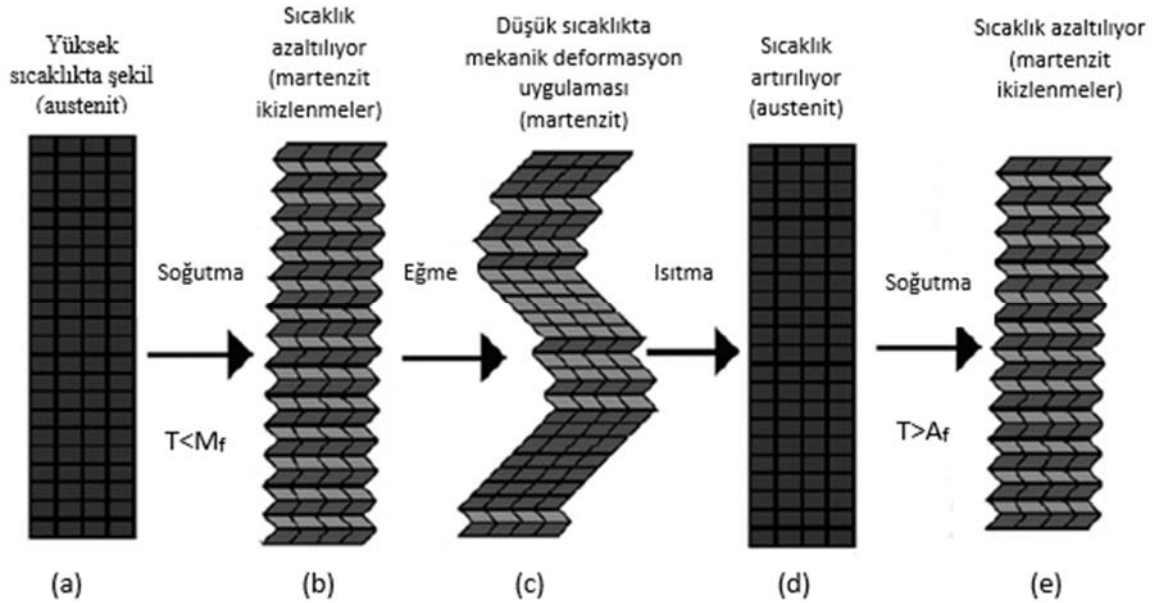 Yüksek
sıcaklıkta şekil
(austenit)
Sıcaklık
azaltılıyor
(martenzit
ikizlenmeler)
Düşük sıcaklıkta
mekanik deformasyon
uygulaması
(martenzit)
Sıcaklık
artırılıyor
(austenit)
Sıcaklık azaltılıyor
(martenzit
ikizlenmeler)
Soğutma
T<Mf
Eğme
Isıtma
Soğutma
T>Af
(a)
(b)
(c)
(d)
(e)